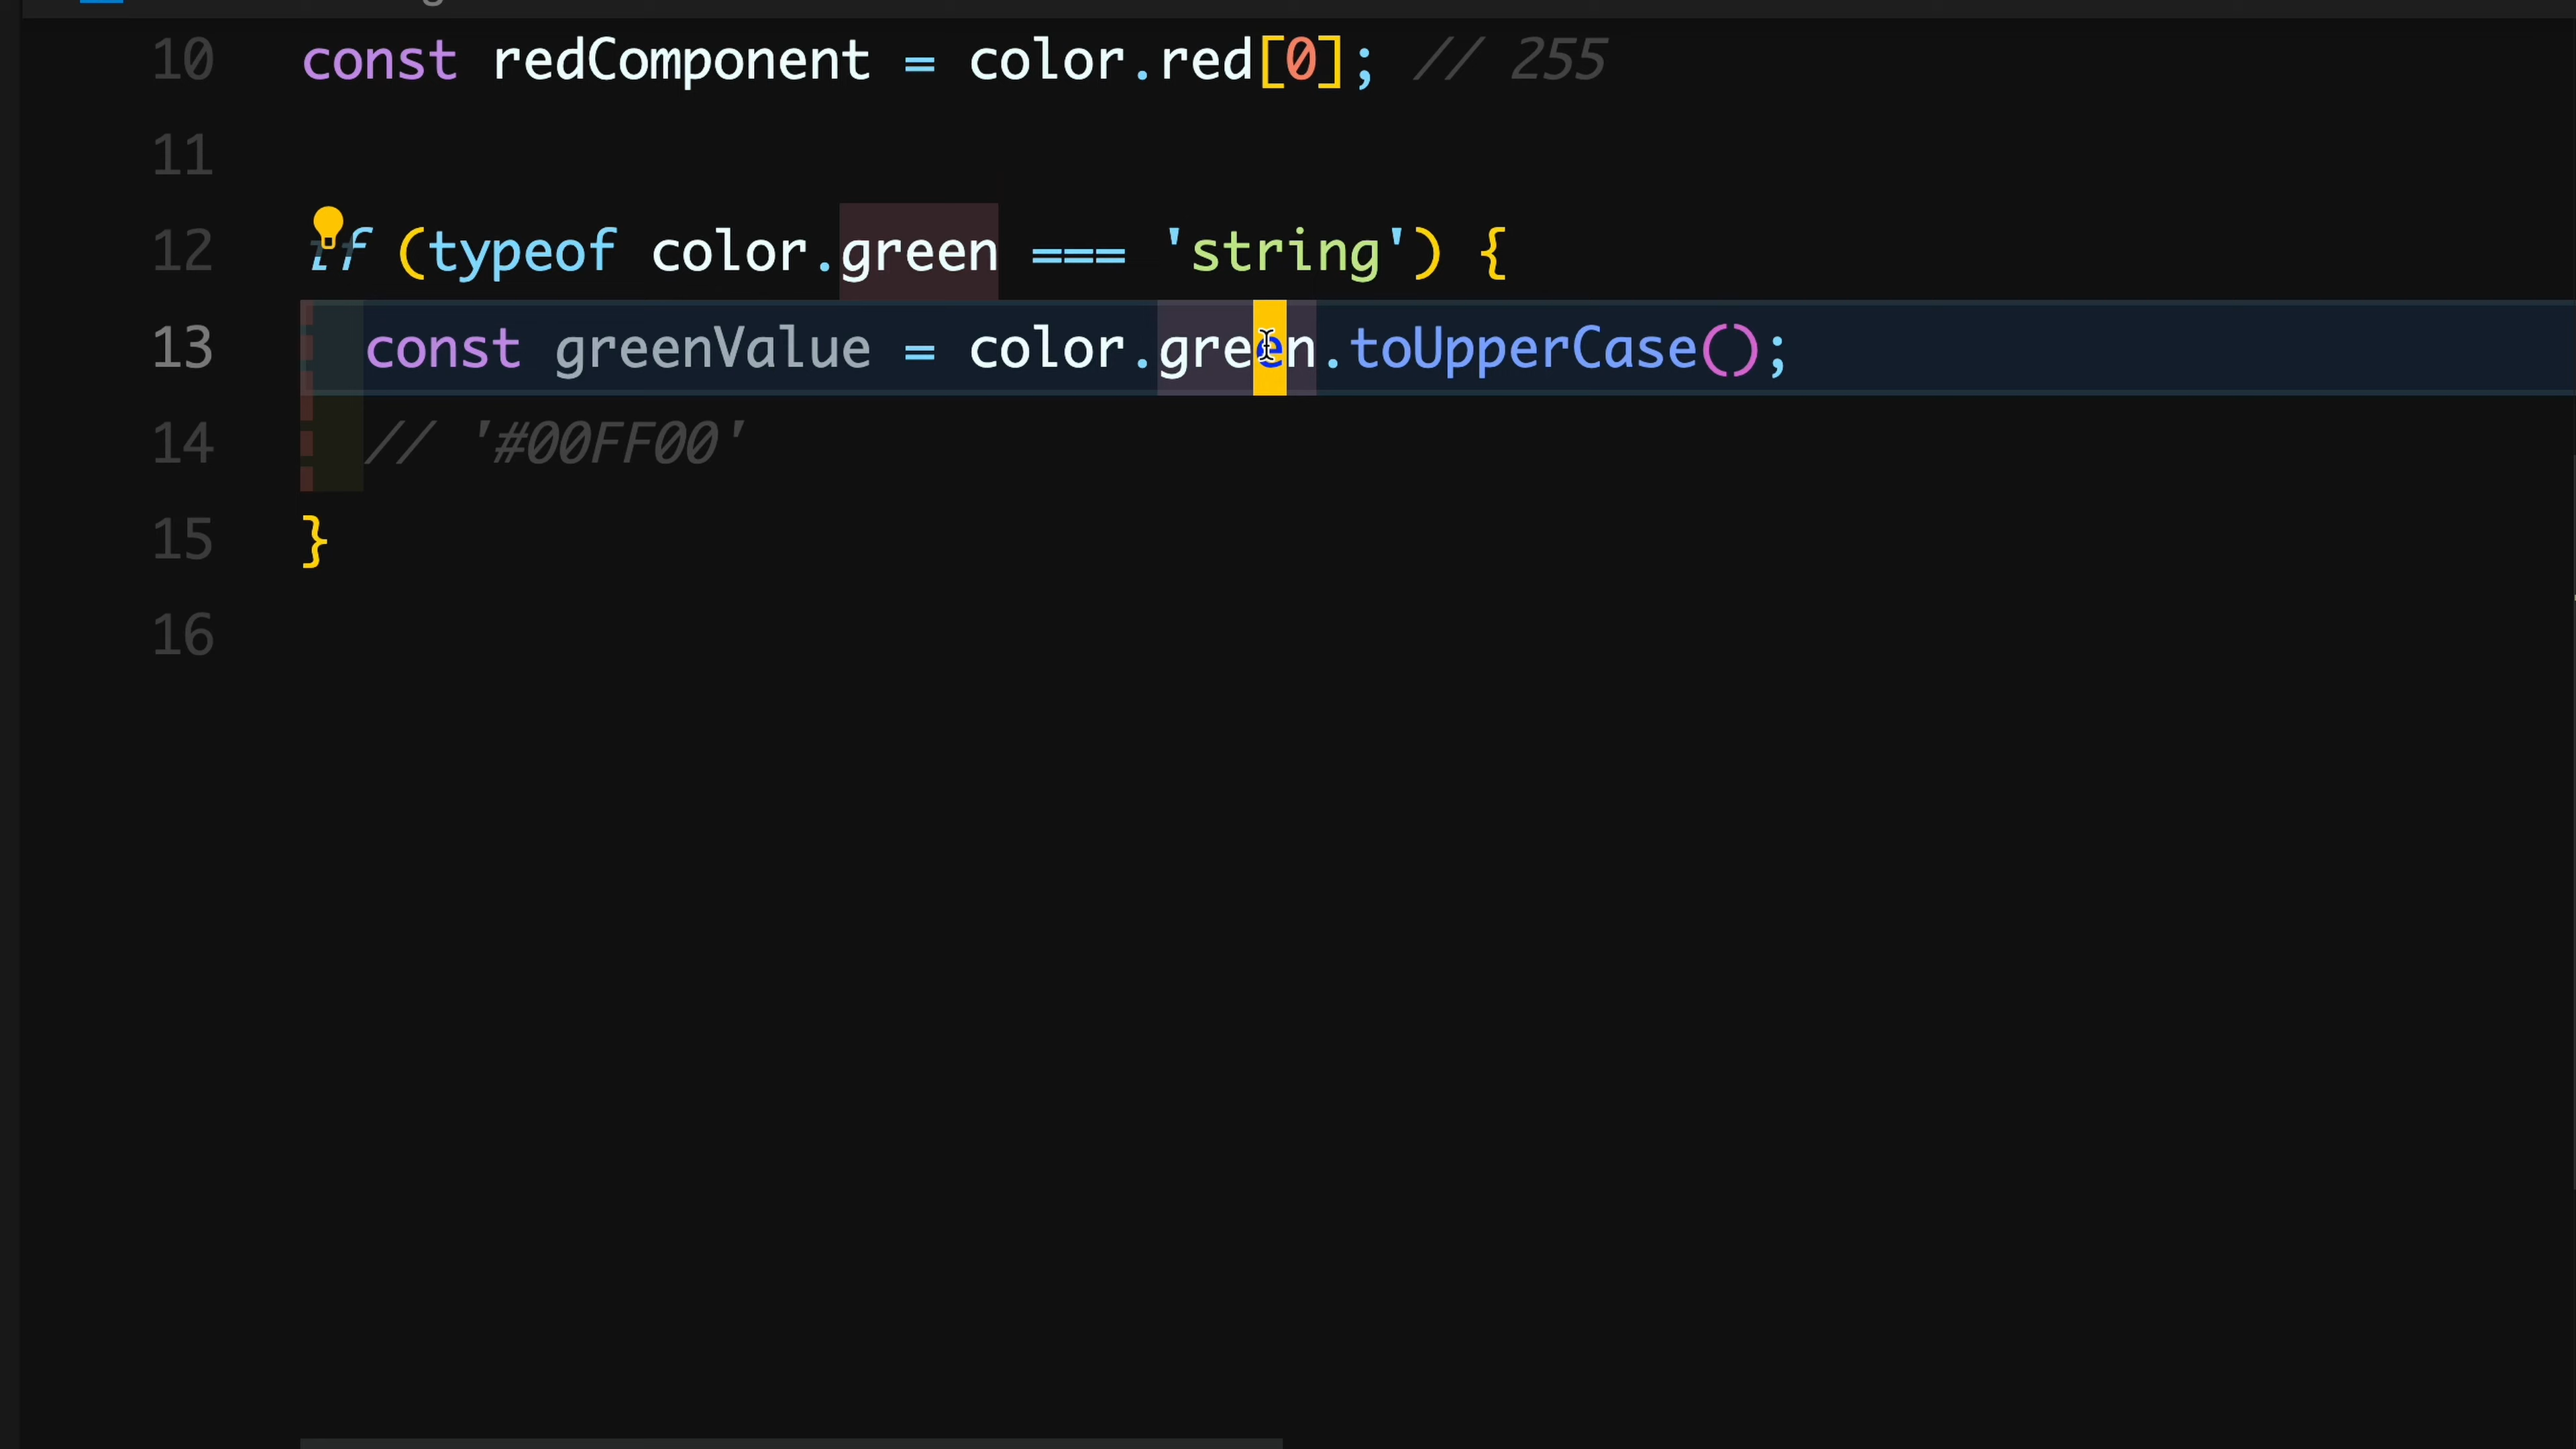 10 const redComponent = color.red[0]; // 255
11
12 if (typeof color.green === 'string') {
13 const greenValue = color.green.toUpperCase();
14 // '#00FF00'
15 }
16